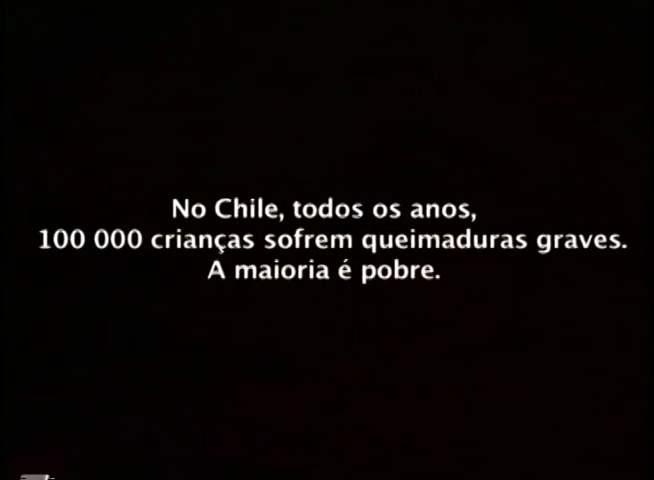 No Chile, todos os anos,
100 000 crianças sofrem queimaduras graves.
A maioria é pobre.